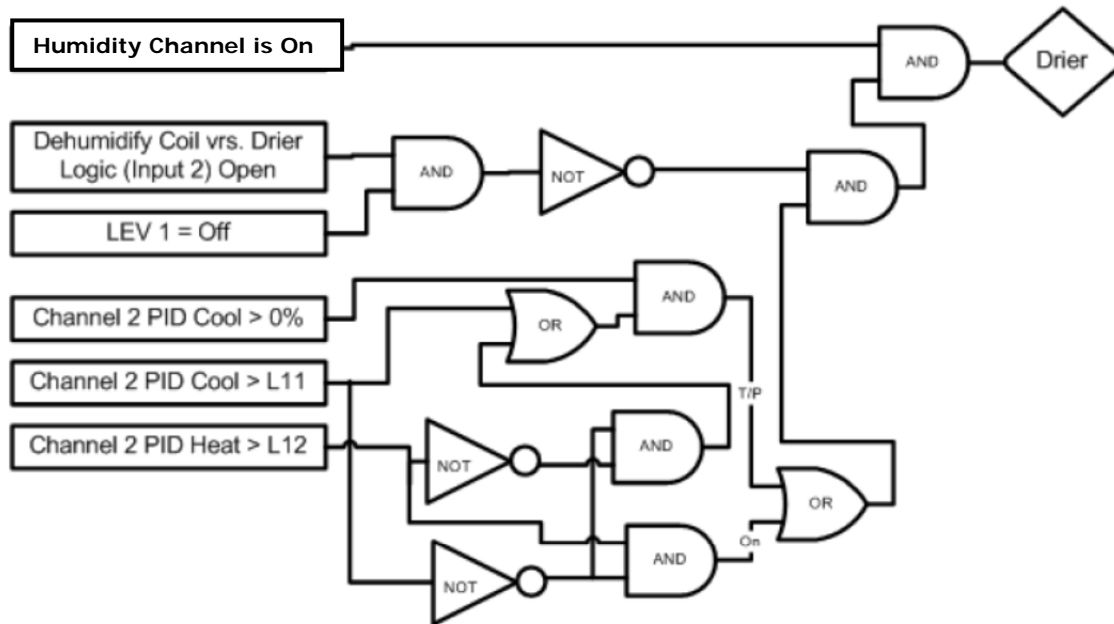 Humidity Channel is On
AND
Drier
Dehumidify Coil vrs. Drier
Logic (Input 2) Open
AND
NOT
AND
LEV 1 = Off
Channel 2 PID Cool > 0%
AND
OR
Channel 2 PID Cool > L11
T/P
Channel 2 PID Heat > L12
NOT
AND
OR
On
NOT
AND